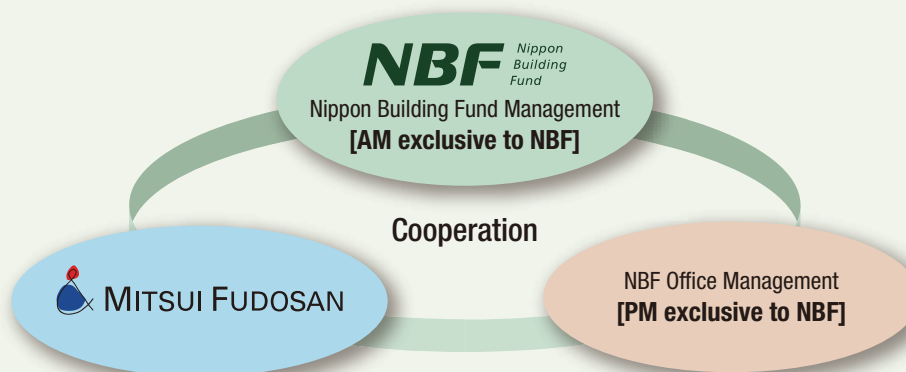 NBF
Nippon
Building
Fund
Nippon Building Fund Management
[AM exclusive to NBF]
Cooperation
MITSUI FUDOSAN
NBF Office Management
[PM exclusive to NBF]